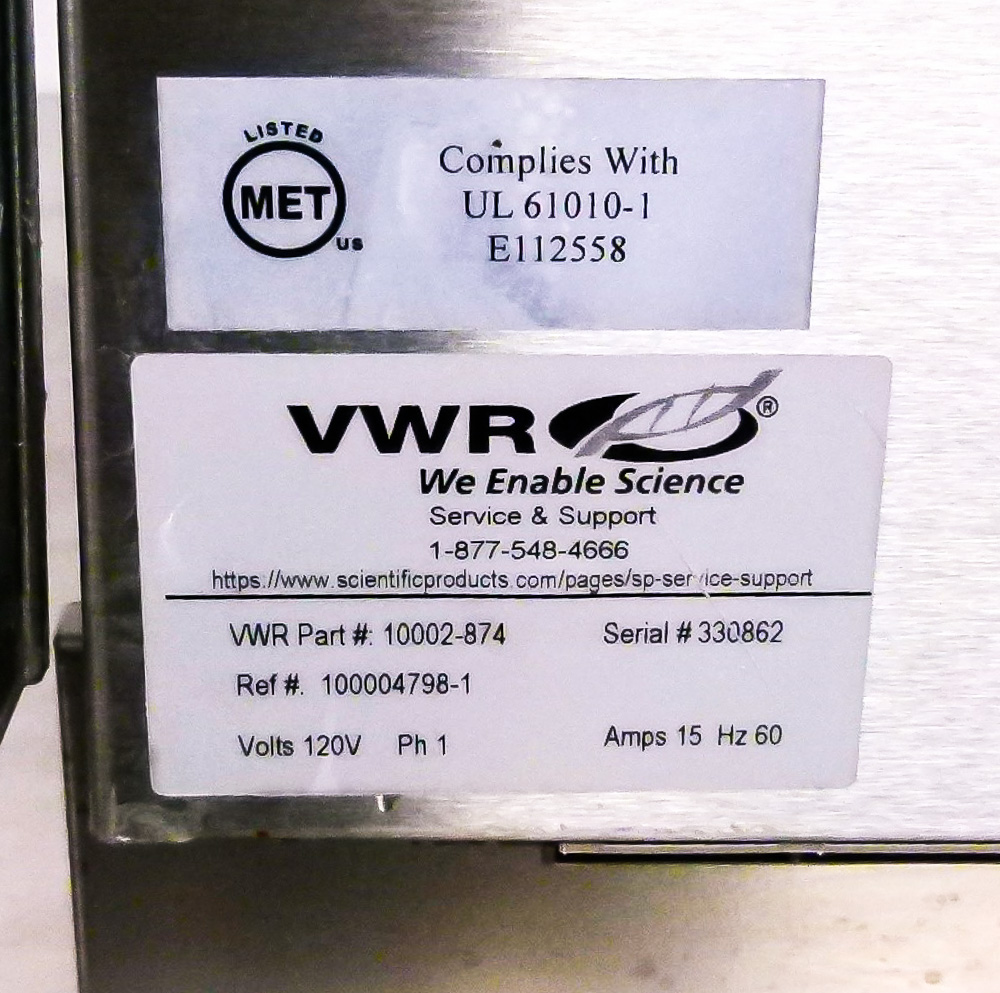 LISTED
MET
US
Complies With
UL 61010-1
E112558
VWR ®
We Enable Science
Service & Support
1-877-548-4666
https://www.scientificproducts.com/pages/sp-service-support
VWR Part #: 10002-874 Serial # 330862
Ref #. 100004798-1
Volts 120V Ph 1 Amps 15 Hz 60